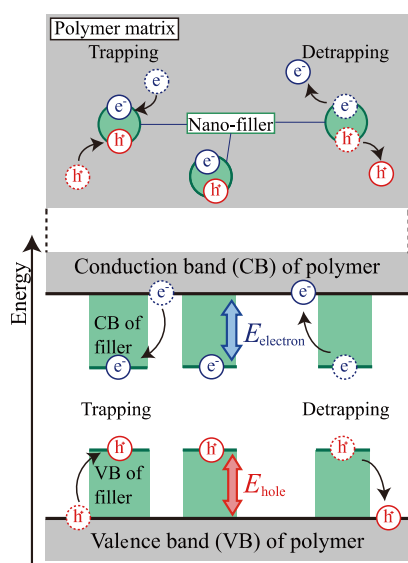 Polymer matrix
Trapping
Detrapping
e⁻
e⁻
e⁻
e⁻
Nano-filler
h⁺
h⁺
h⁺
h⁺
e⁻
h⁺
Energy
Conduction band (CB) of polymer
e⁻
e⁻
CB of
filler
E electron
e⁻
e⁻
e⁻
Trapping
Detrapping
h⁺
h⁺
h⁺
VB of
filler
E hole
h⁺
h⁺
Valence band (VB) of polymer